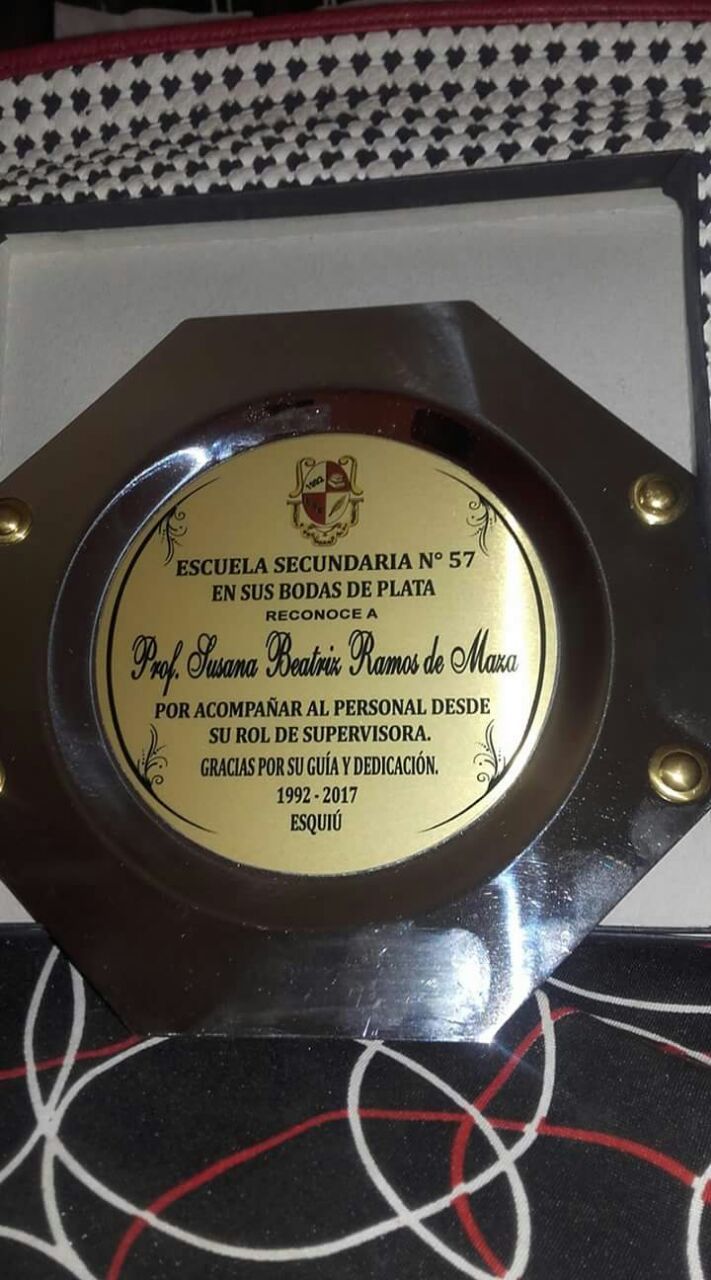 1992
ESCUELA SECUNDARIA N° 57
EN SUS BODAS DE PLATA
RECONOCE A
Prof. Susana Beatriz Ramos de Maza
POR ACOMPAÑAR AL PERSONAL DESDE
SU ROL DE SUPERVISORA.
GRACIAS POR SU GUÍA Y DEDICACIÓN.
1992 - 2017
ESQUIÚ